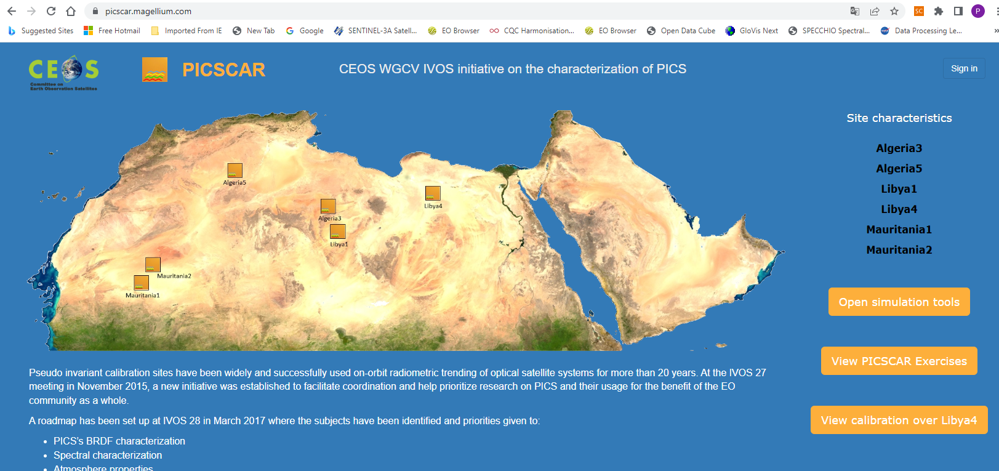 picscar.magellium.com
SC
P
Suggested Sites
Free Hotmail
Imported From IE
New Tab
Google
SENTINEL-3A Satell...
EO Browser
CQC Harmonisation...
EO Browser
Open Data Cube
GloVis Next
SPECCHIO Spectral...
Data Processing Le...
»
CEOS
Committee on
Earth Observation Satellites
PICSCAR
CEOS WGCV IVOS initiative on the characterization of PICS
Sign in
Algeria5
Libya4
Algeria3
Libya1
Mauritania2
Mauritania1
Site characteristics
Algeria3
Algeria5
Libya1
Libya4
Mauritania1
Mauritania2
Open simulation tools
View PICSCAR Exercises
View calibration over Libya4
Pseudo invariant calibration sites have been widely and successfully used on-orbit radiometric trending of optical satellite systems for more than 20 years. At the IVOS 27
meeting in November 2015, a new initiative was established to facilitate coordination and help prioritize research on PICS and their usage for the benefit of the EO
community as a whole.
A roadmap has been set up at IVOS 28 in March 2017 where the subjects have been identified and priorities given to:
• PICS's BRDF characterization
• Spectral characterization
• Atmosphere properties